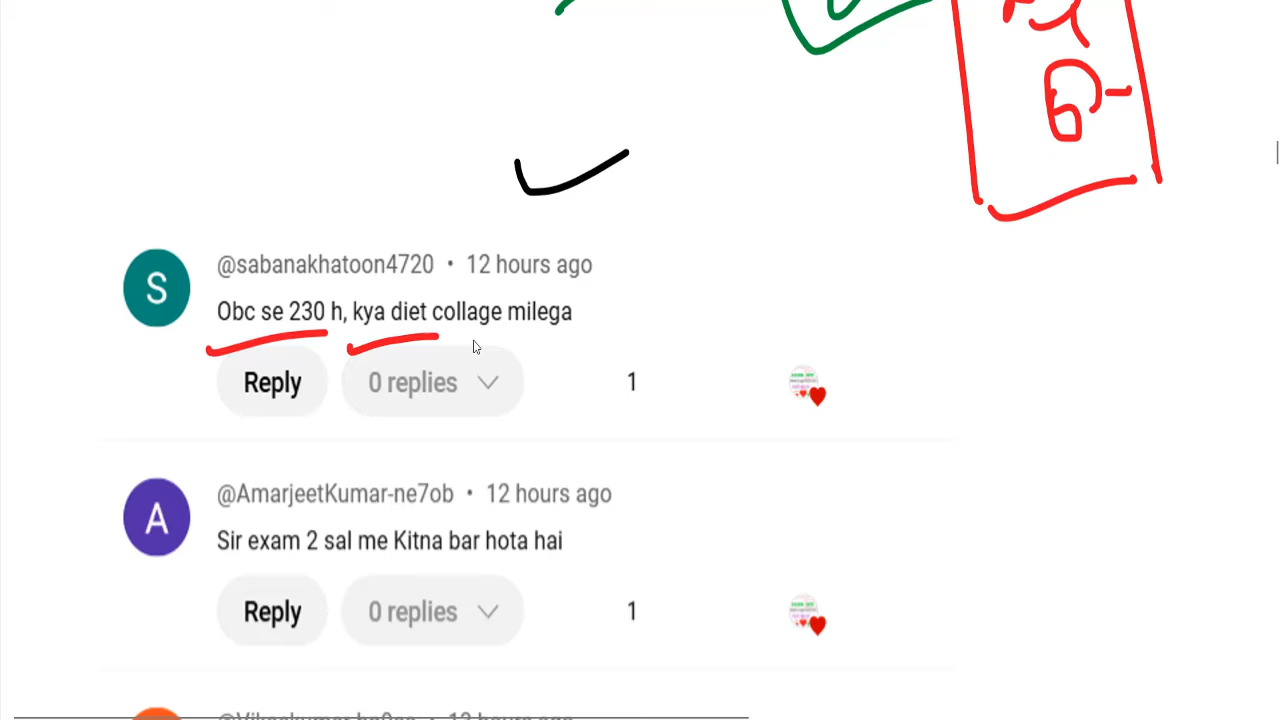 @sabanakhatoon4720 • 12 hours ago
Obc se 230 h, kya diet collage milega
Reply 0 replies 1
@AmarjeetKumar-ne7ob • 12 hours ago
Sir exam 2 sal me Kitna bar hota hai
Reply 0 replies 1